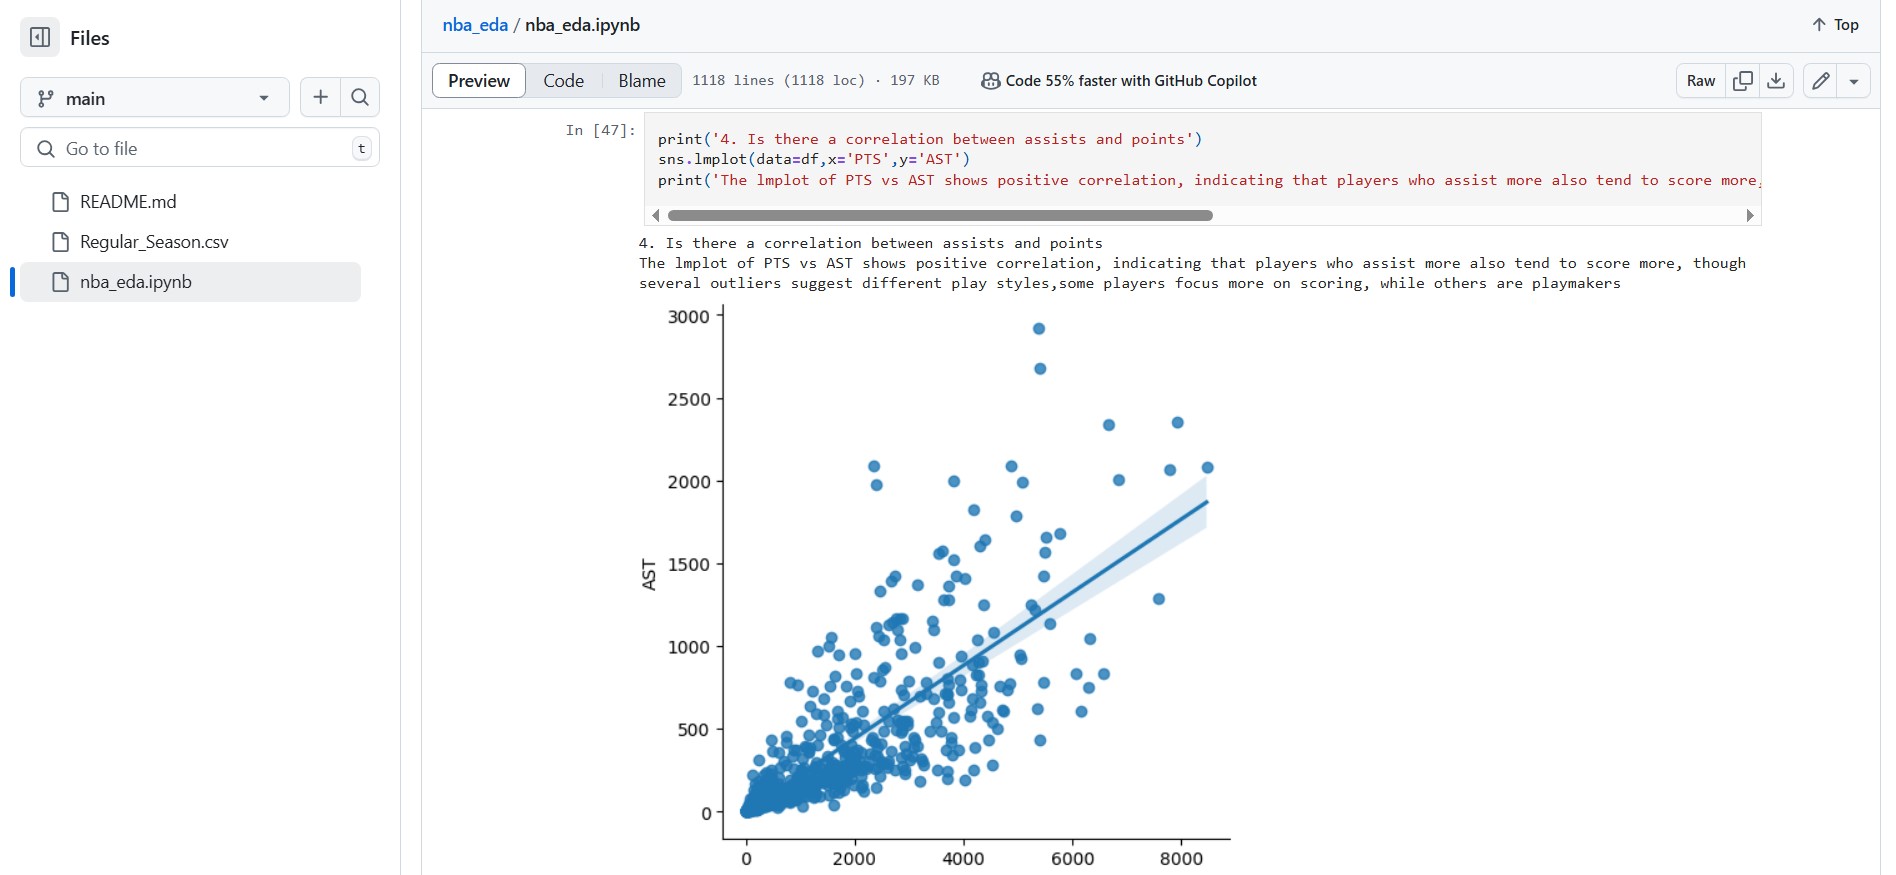 Files
main
Go to file
t
README.md
Regular_Season.csv
nba_eda.ipynb
nba_eda / nba_eda.ipynb
Top
Preview
Code
Blame
1118 lines (1118 loc) · 197 KB
Code 55% faster with GitHub Copilot
Raw
In [47]:
print('4. Is there a correlation between assists and points')
sns.lmplot(data=df,x='PTS',y='AST')
print('The lmplot of PTS vs AST shows positive correlation, indicating that players who assist more also tend to score more,
4. Is there a correlation between assists and points
The lmplot of PTS vs AST shows positive correlation, indicating that players who assist more also tend to score more, though
several outliers suggest different play styles,some players focus more on scoring, while others are playmakers
3000
2500
2000
1500
1000
500
0
AST
0 2000 4000 6000 8000